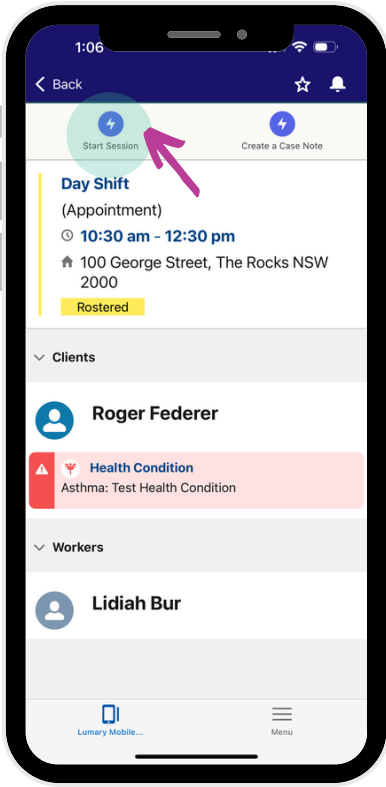 1:06
Back
Start Session
Create a Case Note
Day Shift
(Appointment)
10:30 am - 12:30 pm
100 George Street, The Rocks NSW
2000
Rostered
Clients
Roger Federer
Health Condition
Asthma: Test Health Condition
Workers
Lidiah Bur
Lumary Mobile...
Menu